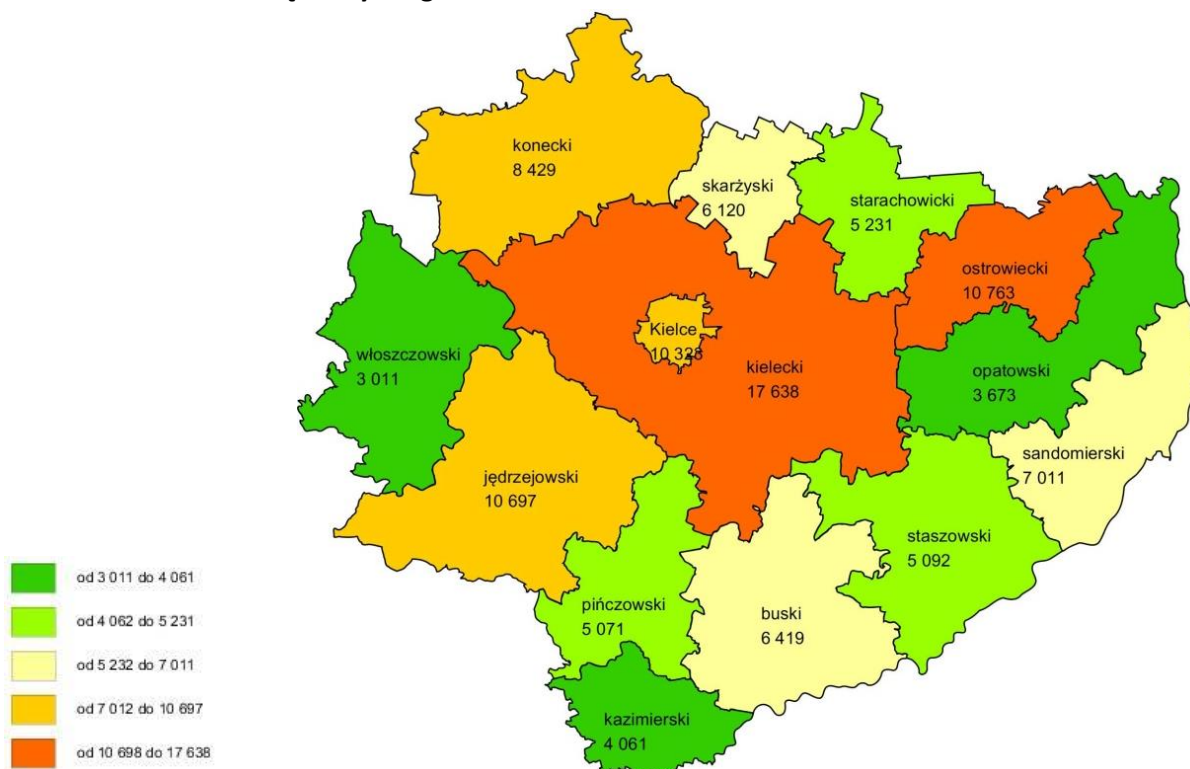 konecki
8 429
skarżyski
6 120
starachowicki
5 231
ostrowiecki
10 763
Kielce
10 328
włoszczowski
3 011
kielecki
17 638
opatowski
3 673
sandomierski
7 011
jędrzejowski
10 697
staszowski
5 092
pińczowski
5 071
buski
6 419
kazimierski
4 061
od 3 011 do 4 061
od 4 062 do 5 231
od 5 232 do 7 011
od 7 012 do 10 697
od 10 698 do 17 638